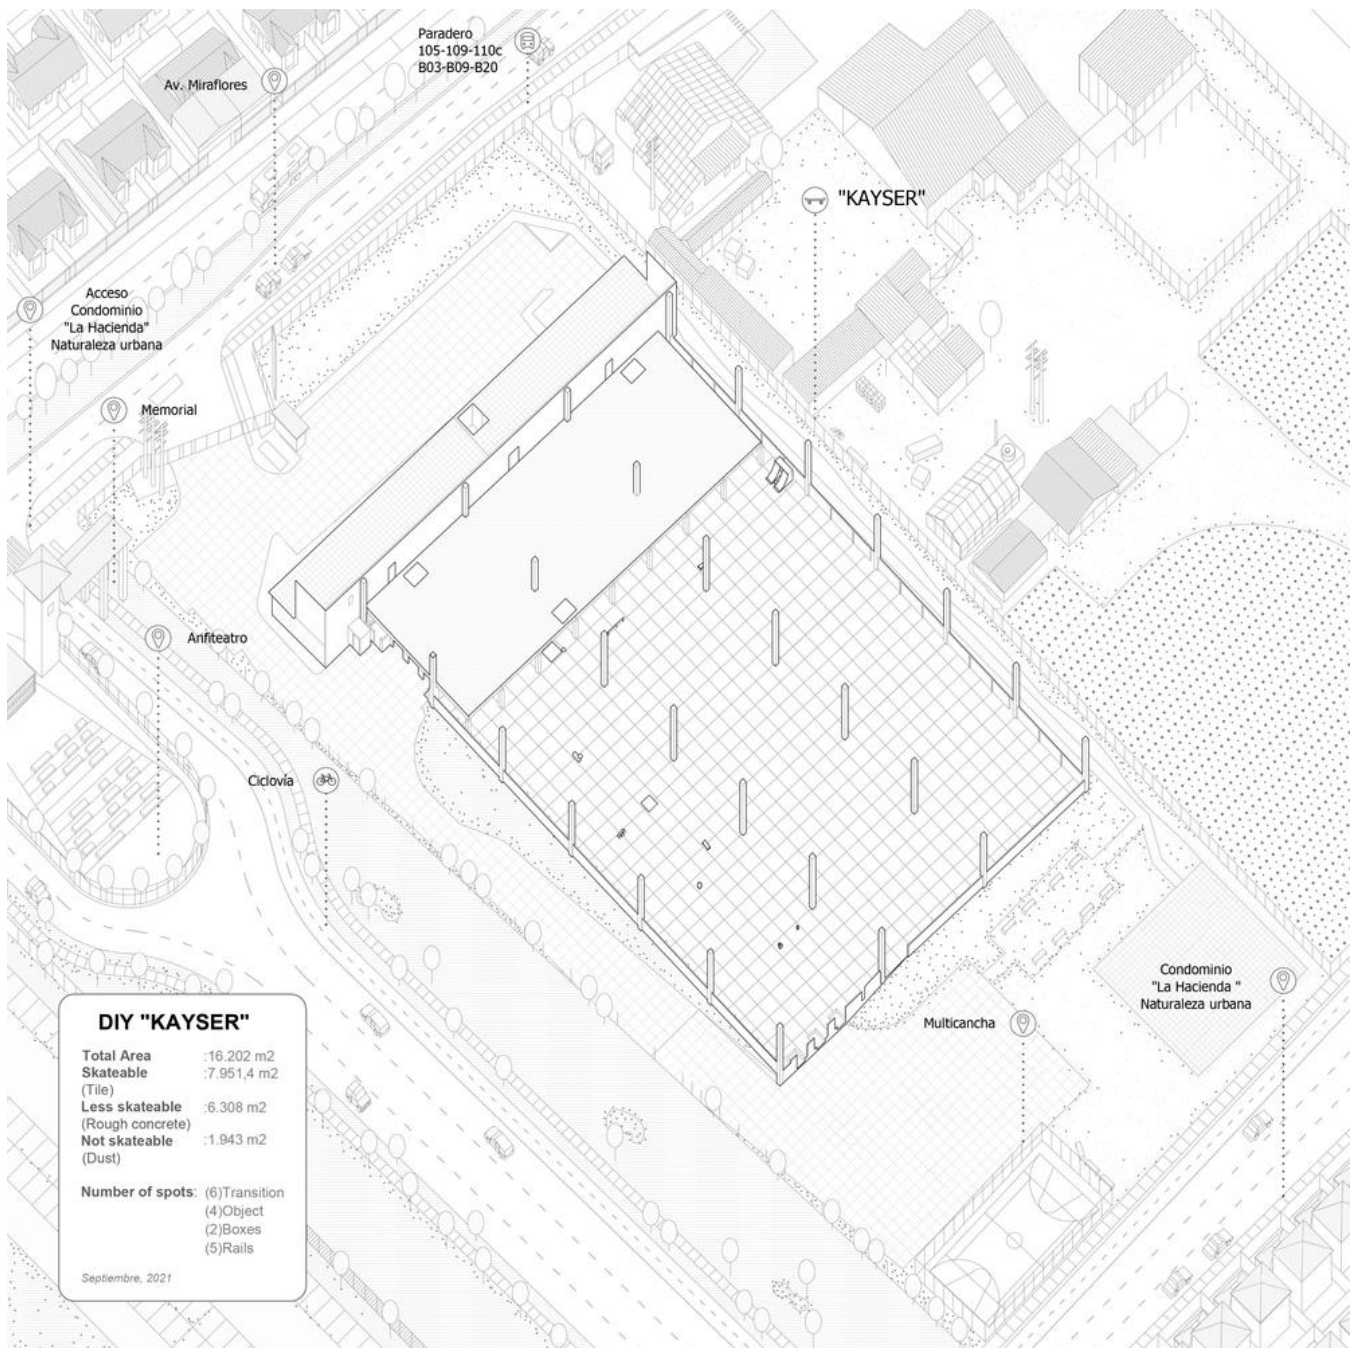 Paradero
105-109-110c
B03-B09-B20
Av. Miraflores
"KAYSER"
Acceso
Condominio
"La Hacienda"
Naturaleza urbana
Memorial
Anfiteatro
Ciclovía
Condominio
"La Hacienda "
Naturaleza urbana
Multicancha
DIY "KAYSER"
Total Area :16.202 m2
Skateable :7.951,4 m2
(Tile)
Less skateable :6.308 m2
(Rough concrete)
Not skateable :1.943 m2
(Dust)
Number of spots: (6)Transition
(4)Object
(2)Boxes
(5)Rails
Septiembre, 2021